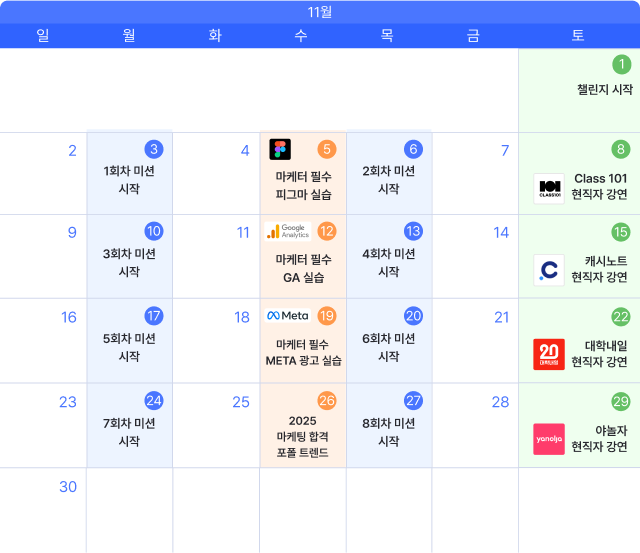 11월
일 월 화 수 목 금 토
1
챌린지 시작
2
3
1회차 미션
시작
4
5
마케터 필수
피그마 실습
6
2회차 미션
시작
7
8
CLASS101
Class 101
현직자 강연
9
10
3회차 미션
시작
11
Google
Analytics
12
마케터 필수
GA 실습
13
4회차 미션
시작
14
15
캐시노트
현직자 강연
16
17
5회차 미션
시작
18
Meta
19
마케터 필수
META 광고 실습
20
6회차 미션
시작
21
22
20
대학내일
대학내일
현직자 강연
23
24
7회차 미션
시작
25
26
2025
마케팅 합격
포폴 트렌드
27
8회차 미션
시작
28
29
yanolja
야놀자
현직자 강연
30